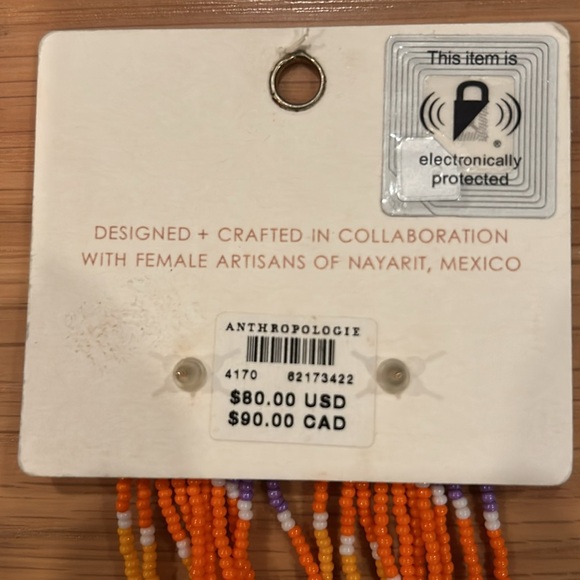 This item is
®
electronically
protected
DESIGNED + CRAFTED IN COLLABORATION
WITH FEMALE ARTISANS OF NAYARIT, MEXICO
ANTHROPOLOGIE
4170 62173422
$80.00 USD
$90.00 CAD